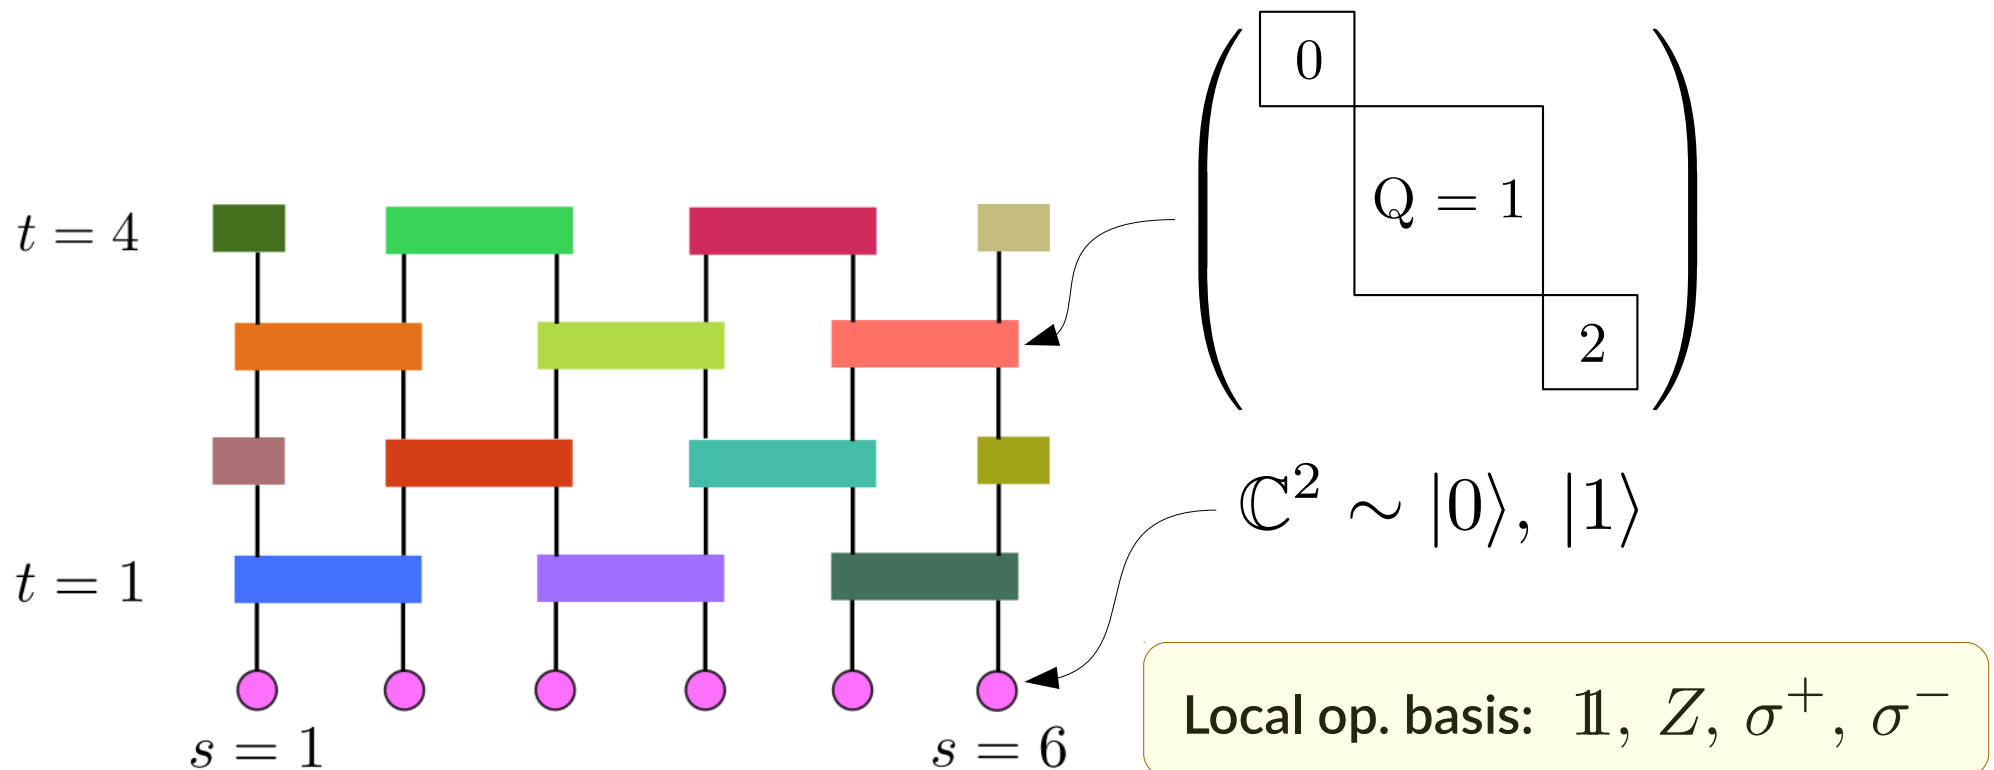 0
Q = 1
2
t = 4
t = 1
s = 1
s = 6
ℂ² ∼ |0⟩, |1⟩
Local op. basis: 𝟙, Z, σ⁺, σ⁻